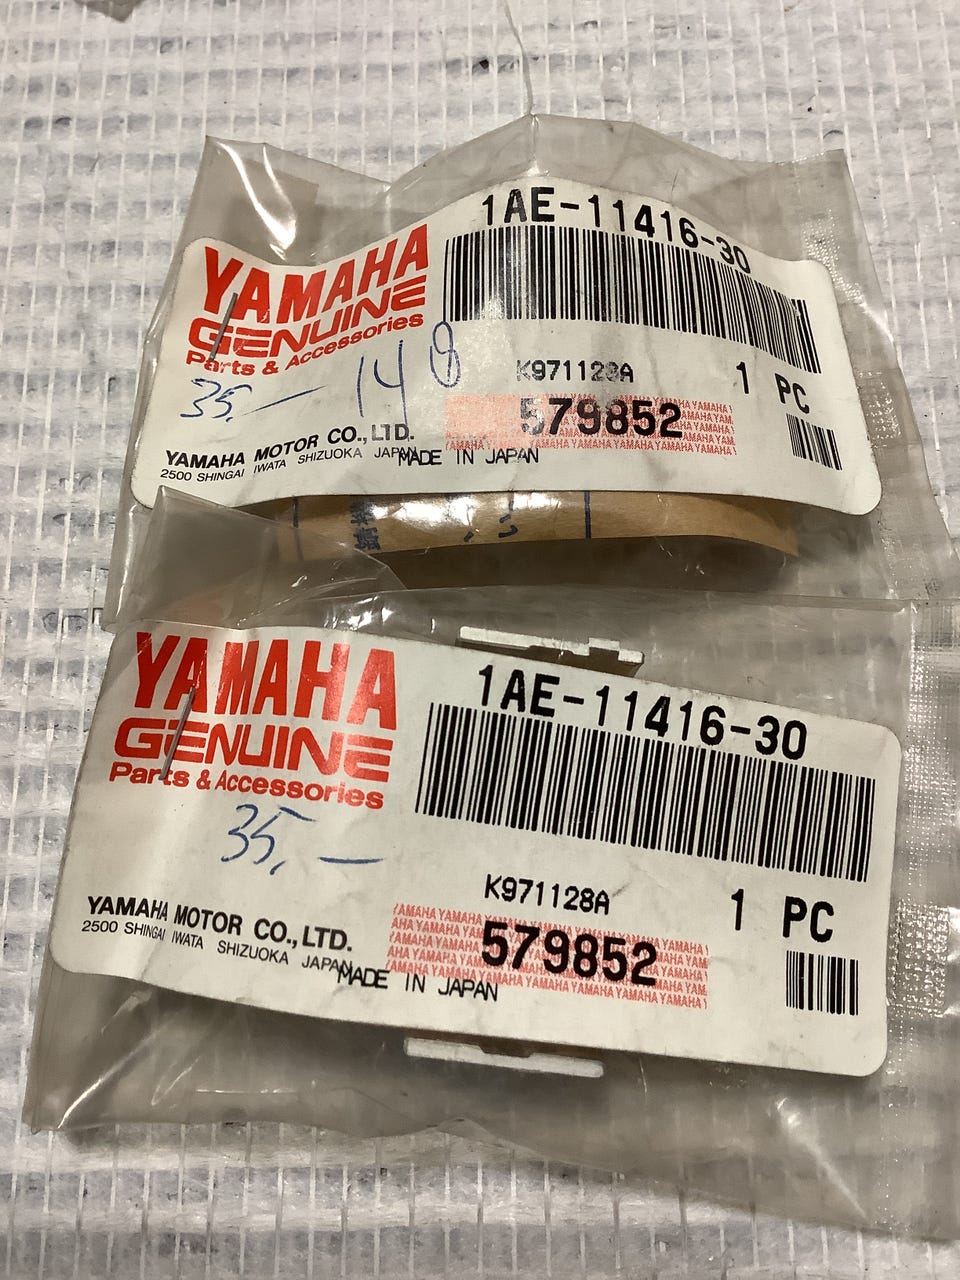 1AE-11416-30
YAMAHA
GENUINE
Parts & Accessories
35,— 148
K971128A
1 PC
579852
YAMAHA MOTOR CO., LTD.
2500 SHINGAI IWATA SHIZUOKA JAPAN
MADE IN JAPAN
YAMAHA
GENUINE
Parts & Accessories
1AE-11416-30
35,—
K971128A
1 PC
579852
YAMAHA MOTOR CO., LTD.
2500 SHINGAI IWATA SHIZUOKA JAPAN
MADE IN JAPAN